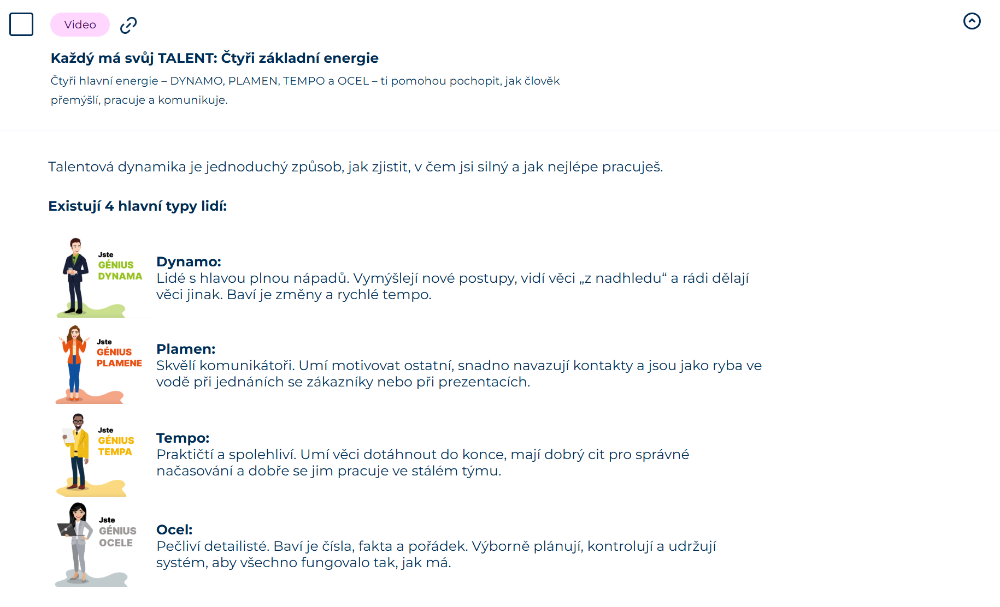 Video
Každý má svůj TALENT: Čtyři základní energie
Čtyři hlavní energie – DYNAMO, PLAMEN, TEMPO a OCEL – ti pomohou pochopit, jak člověk
přemýšlí, pracuje a komunikuje.
Talentová dynamika je jednoduchý způsob, jak zjistit, v čem jsi silný a jak nejlépe pracuješ.
Existují 4 hlavní typy lidí:
Jste
GÉNIUS
DYNAMA
Dynamo:
Lidé s hlavou plnou nápadů. Vymýšlejí nové postupy, vidí věci „z nadhledu“ a rádi dělají
věci jinak. Baví je změny a rychlé tempo.
Jste
GÉNIUS
PLAMENE
Plamen:
Skvělí komunikátoři. Umí motivovat ostatní, snadno navazují kontakty a jsou jako ryba ve
vodě při jednáních se zákazníky nebo při prezentacích.
Jste
GÉNIUS
TEMPA
Tempo:
Praktičtí a spolehliví. Umí věci dotáhnout do konce, mají dobrý cit pro správné
načasování a dobře se jim pracuje ve stálém týmu.
Jste
GÉNIUS
OCELE
Ocel:
Pečliví detailisté. Baví je čísla, fakta a pořádek. Výborně plánují, kontrolují a udržují
systém, aby všechno fungovalo tak, jak má.